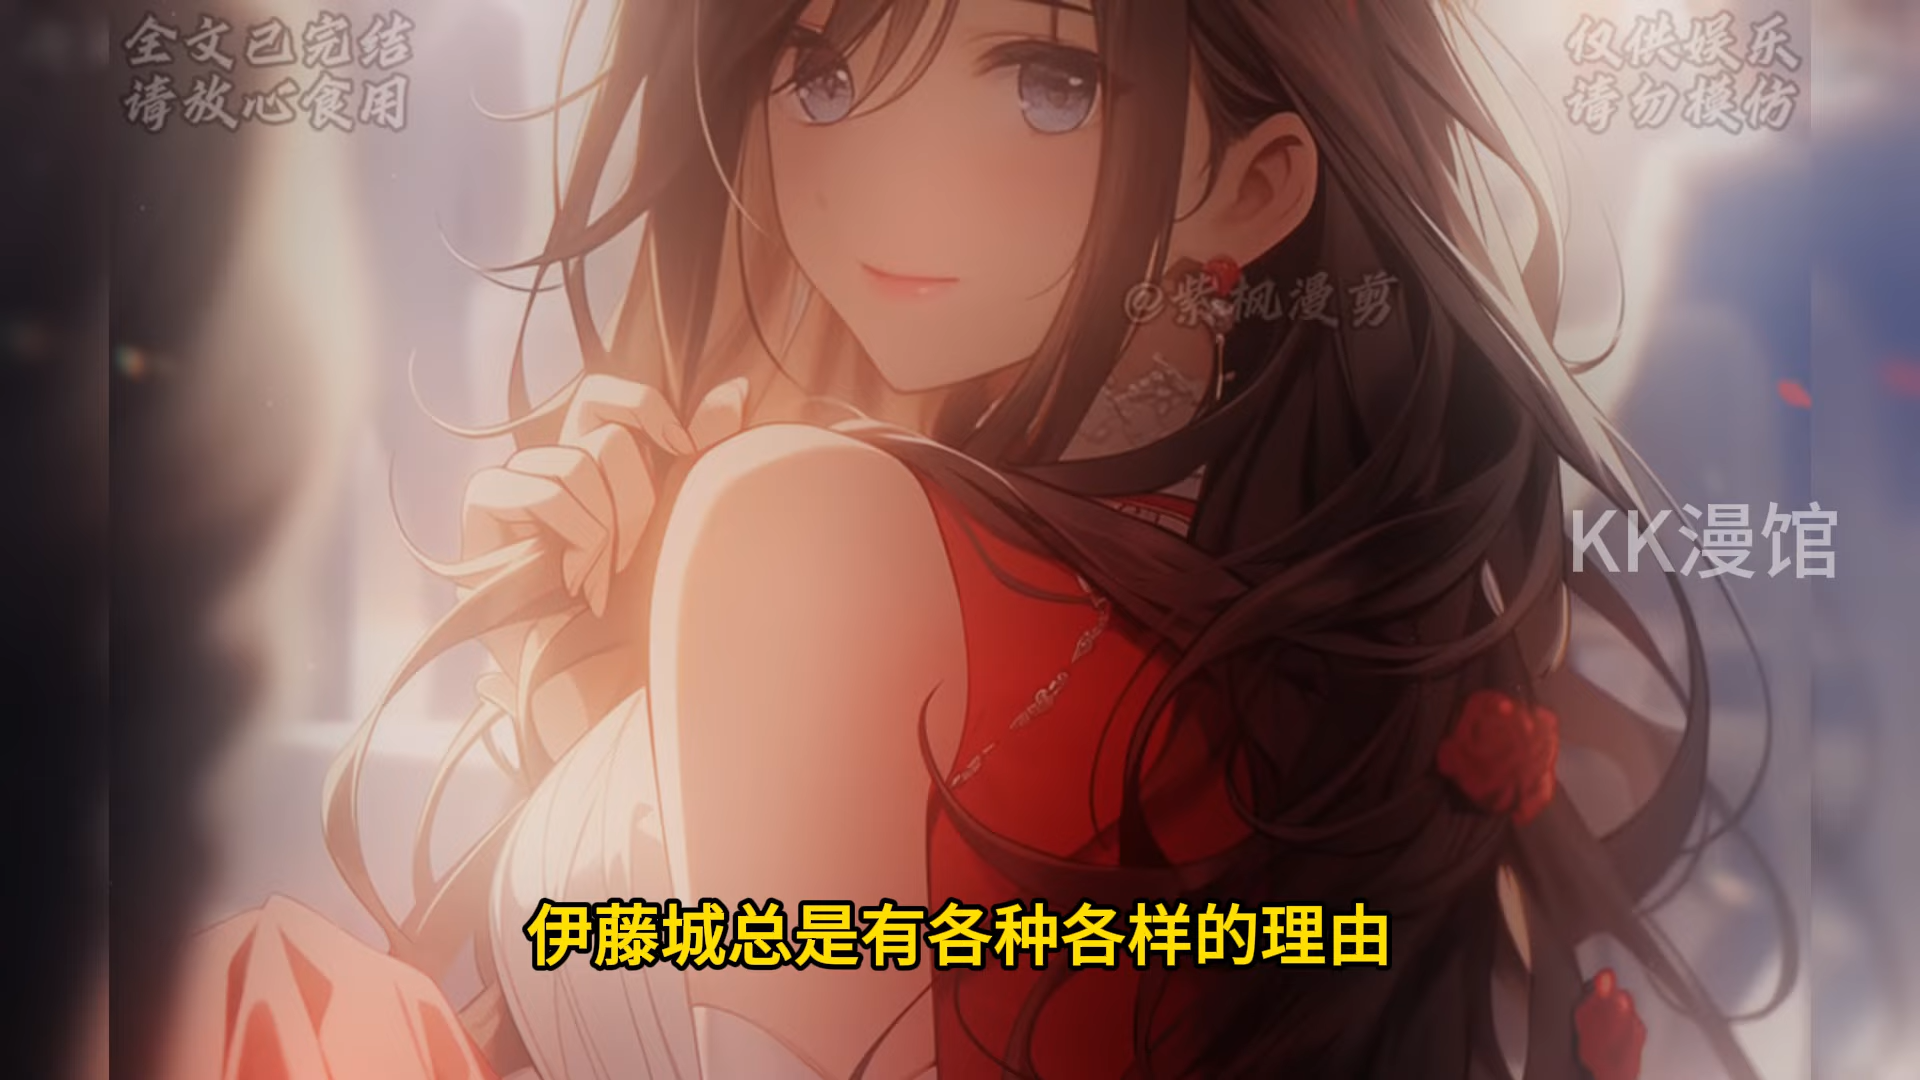 全文已完结
请放心食用
仅供娱乐
请勿模仿
@紫枫漫剪
KK漫馆
伊藤城总是有各种各样的理由